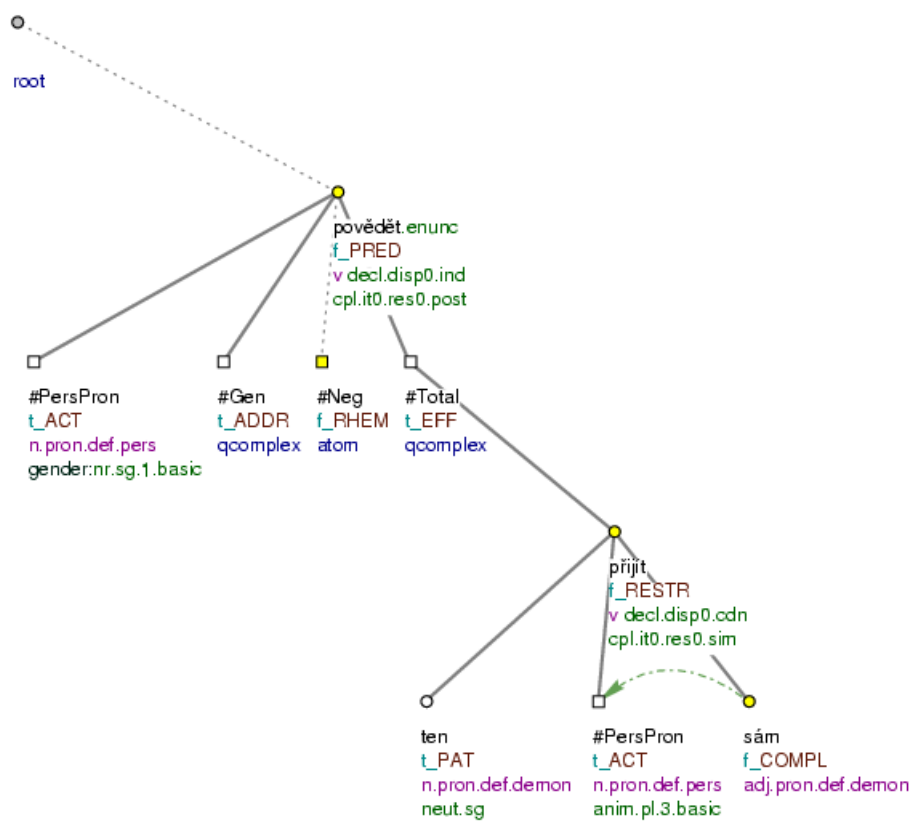 root
povědět.enunc
f_PRED
v decl.disp0.ind
cpl.it0.res0.post
#PersPron
t_ACT
n.pron.def.pers
gender:nr.sg.1.basic
#Gen
t_ADDR
qcomplex
#Neg
f_RHEM
atom
#Total
t_EFF
qcomplex
přijít
f_RESTR
v decl.disp0.cdn
cpl.it0.res0.sim
ten
t_PAT
n.pron.def.demon
neut.sg
#PersPron
t_ACT
n.pron.def.pers
anim.pl.3.basic
sám
f_COMPL
adj.pron.def.demon